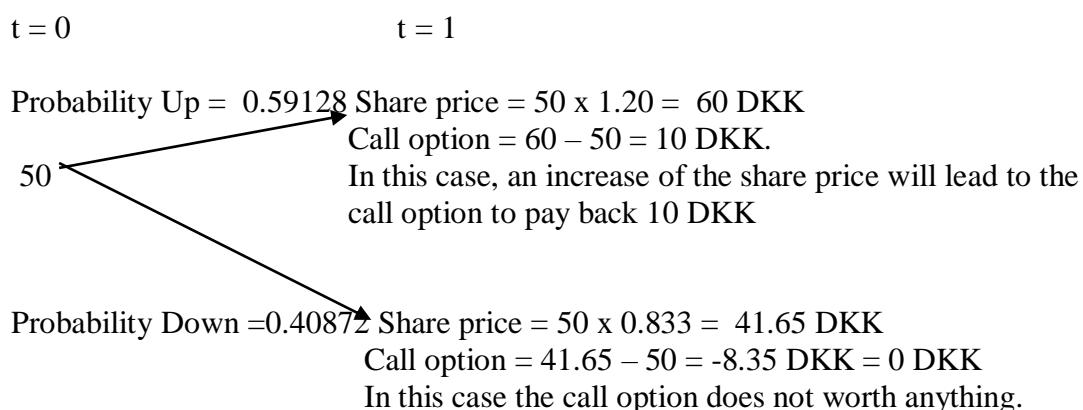 t = 0 t = 1
Probability Up = 0.59128 Share price = 50 x 1.20 = 60 DKK
Call option = 60 – 50 = 10 DKK.
50 In this case, an increase of the share price will lead to the
call option to pay back 10 DKK
Probability Down =0.40872 Share price = 50 x 0.833 = 41.65 DKK
Call option = 41.65 – 50 = -8.35 DKK = 0 DKK
In this case the call option does not worth anything.